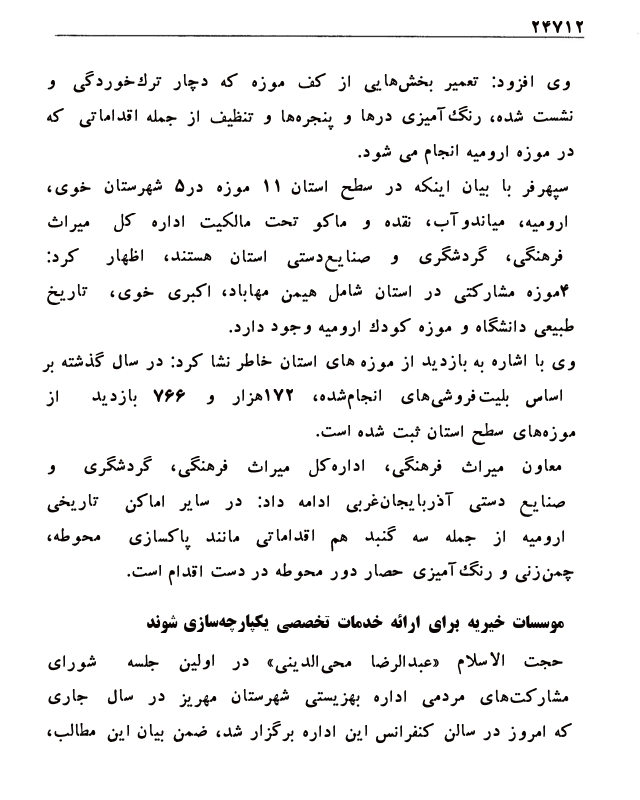 ۲۴۷۱۲
وی افزود: تعمیر بخش‌هایی از کف موزه که دچار ترک‌خوردگی و
نشست شده، رنگ‌آمیزی درها و پنجره‌ها و تنظیف از جمله اقداماتی که
در موزه ارومیه انجام می شود.
سپهرفر با بیان اینکه در سطح استان ۱۱ موزه در۵ شهرستان خوی،
ارومیه، میاندوآب، نقده و ماکو تحت مالکیت اداره کل میراث
فرهنگی، گردشگری و صنایع‌دستی استان هستند، اظهار کرد:
۴موزه مشارکتی در استان شامل هیمن مهاباد، اکبری خوی، تاریخ
طبیعی دانشگاه و موزه کودک ارومیه وجود دارد.
وی با اشاره به بازدید از موزه های استان خاطر نشا کرد: در سال گذشته بر
اساس بلیت‌فروشی‌های انجام‌شده، ۱۷۲هزار و ۷۶۶ بازدید از
موزه‌های سطح استان ثبت شده است.
معاون میراث فرهنگی، اداره‌کل میراث فرهنگی، گردشگری و
صنایع دستی آذربایجان‌غربی ادامه داد: در سایر اماکن تاریخی
ارومیه از جمله سه گنبد هم اقداماتی مانند پاکسازی محوطه،
چمن‌زنی و رنگ‌آمیزی حصار دور محوطه در دست اقدام است.
موسسات خیریه برای ارائه خدمات تخصصی یکپارچه‌سازی شوند
حجت الاسلام «عبدالرضا محی‌الدینی» در اولین جلسه شورای
مشارکت‌های مردمی اداره بهزیستی شهرستان مهریز در سال جاری
که امروز در سالن کنفرانس این اداره برگزار شد، ضمن بیان این مطالب،